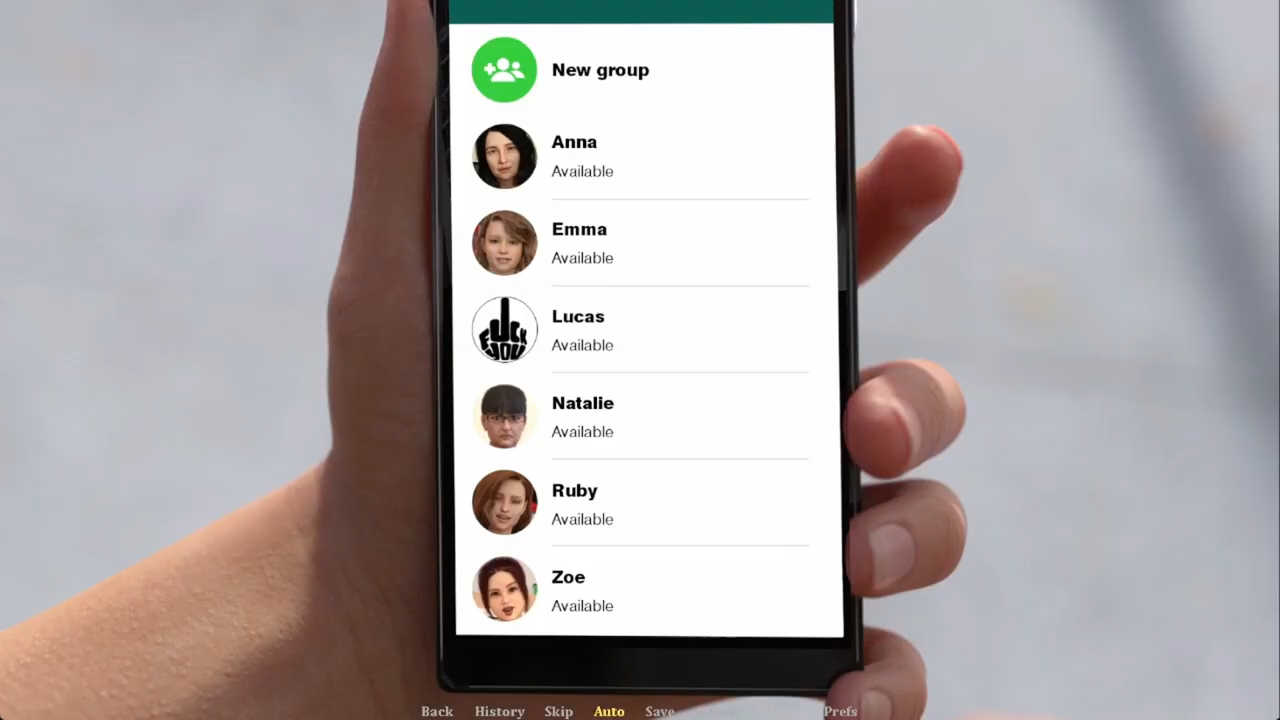 New group
Anna
Available
Emma
Available
Lucas
FUCK
YOU
Available
Natalie
Available
Ruby
Available
Zoe
Available
Back History Skip Auto Save Prefs